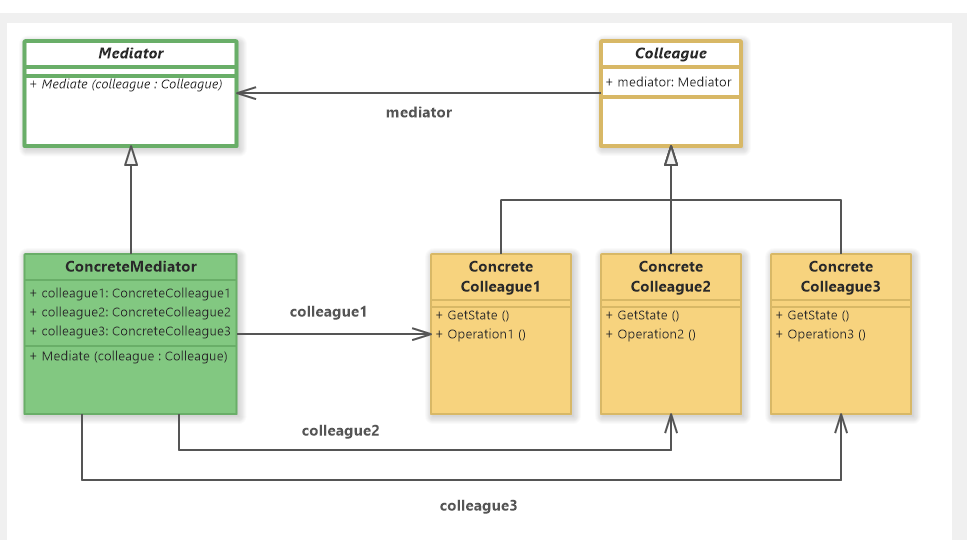 Mediator
+ Mediate (colleague : Colleague)
Colleague
+ mediator: Mediator
mediator
ConcreteMediator
+ colleague1: ConcreteColleague1
+ colleague2: ConcreteColleague2
+ colleague3: ConcreteColleague3
+ Mediate (colleague : Colleague)
colleague1
Concrete
Colleague1
+ GetState ()
+ Operation1 ()
Concrete
Colleague2
+ GetState ()
+ Operation2 ()
Concrete
Colleague3
+ GetState ()
+ Operation3 ()
colleague2
colleague3